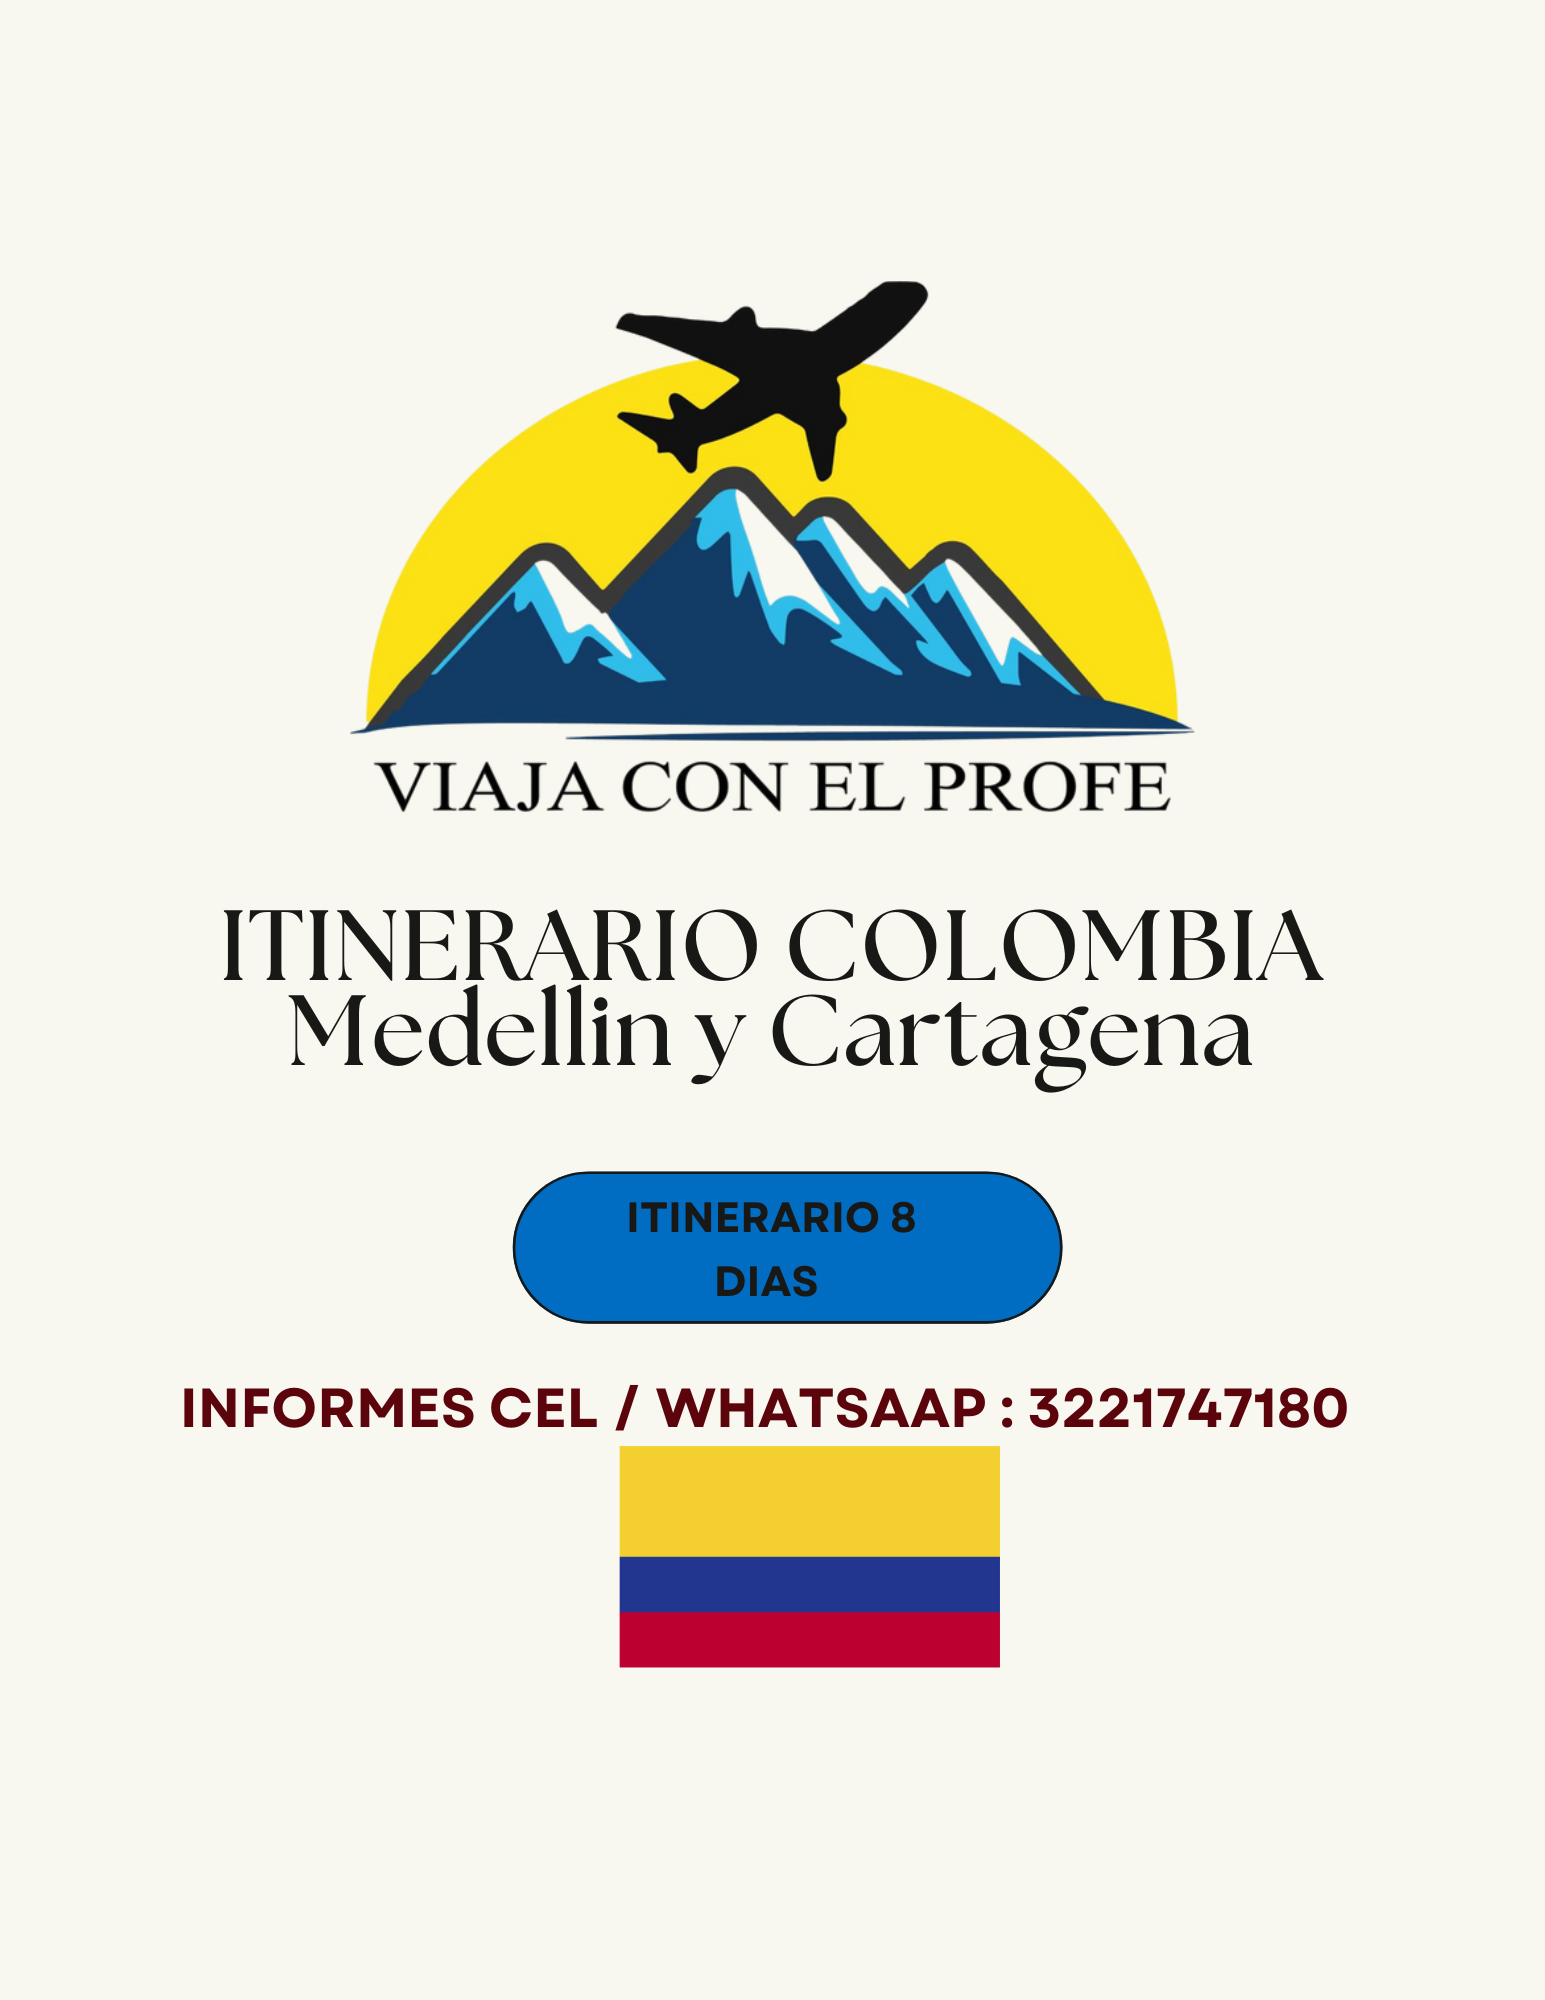 VIAJA CON EL PROFE
ITINERARIO COLOMBIA
Medellin y Cartagena
ITINERARIO 8
DIAS
INFORMES CEL / WHATSAAP : 3221747180